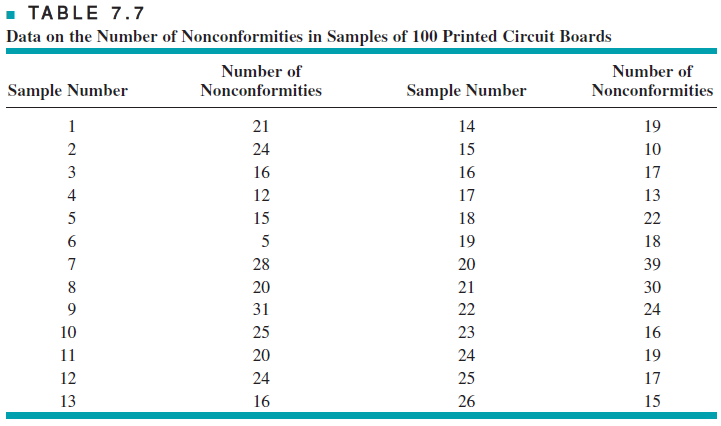 TABLE 7.7
Data on the Number of Nonconformities in Samples of 100 Printed Circuit Boards
Number of Number of
Sample Number Nonconformities Sample Number Nonconformities
1 21 14 19
2 24 15 10
3 16 16 17
4 12 17 13
5 15 18 22
6 5 19 18
7 28 20 39
8 20 21 30
9 31 22 24
10 25 23 16
11 20 24 19
12 24 25 17
13 16 26 15